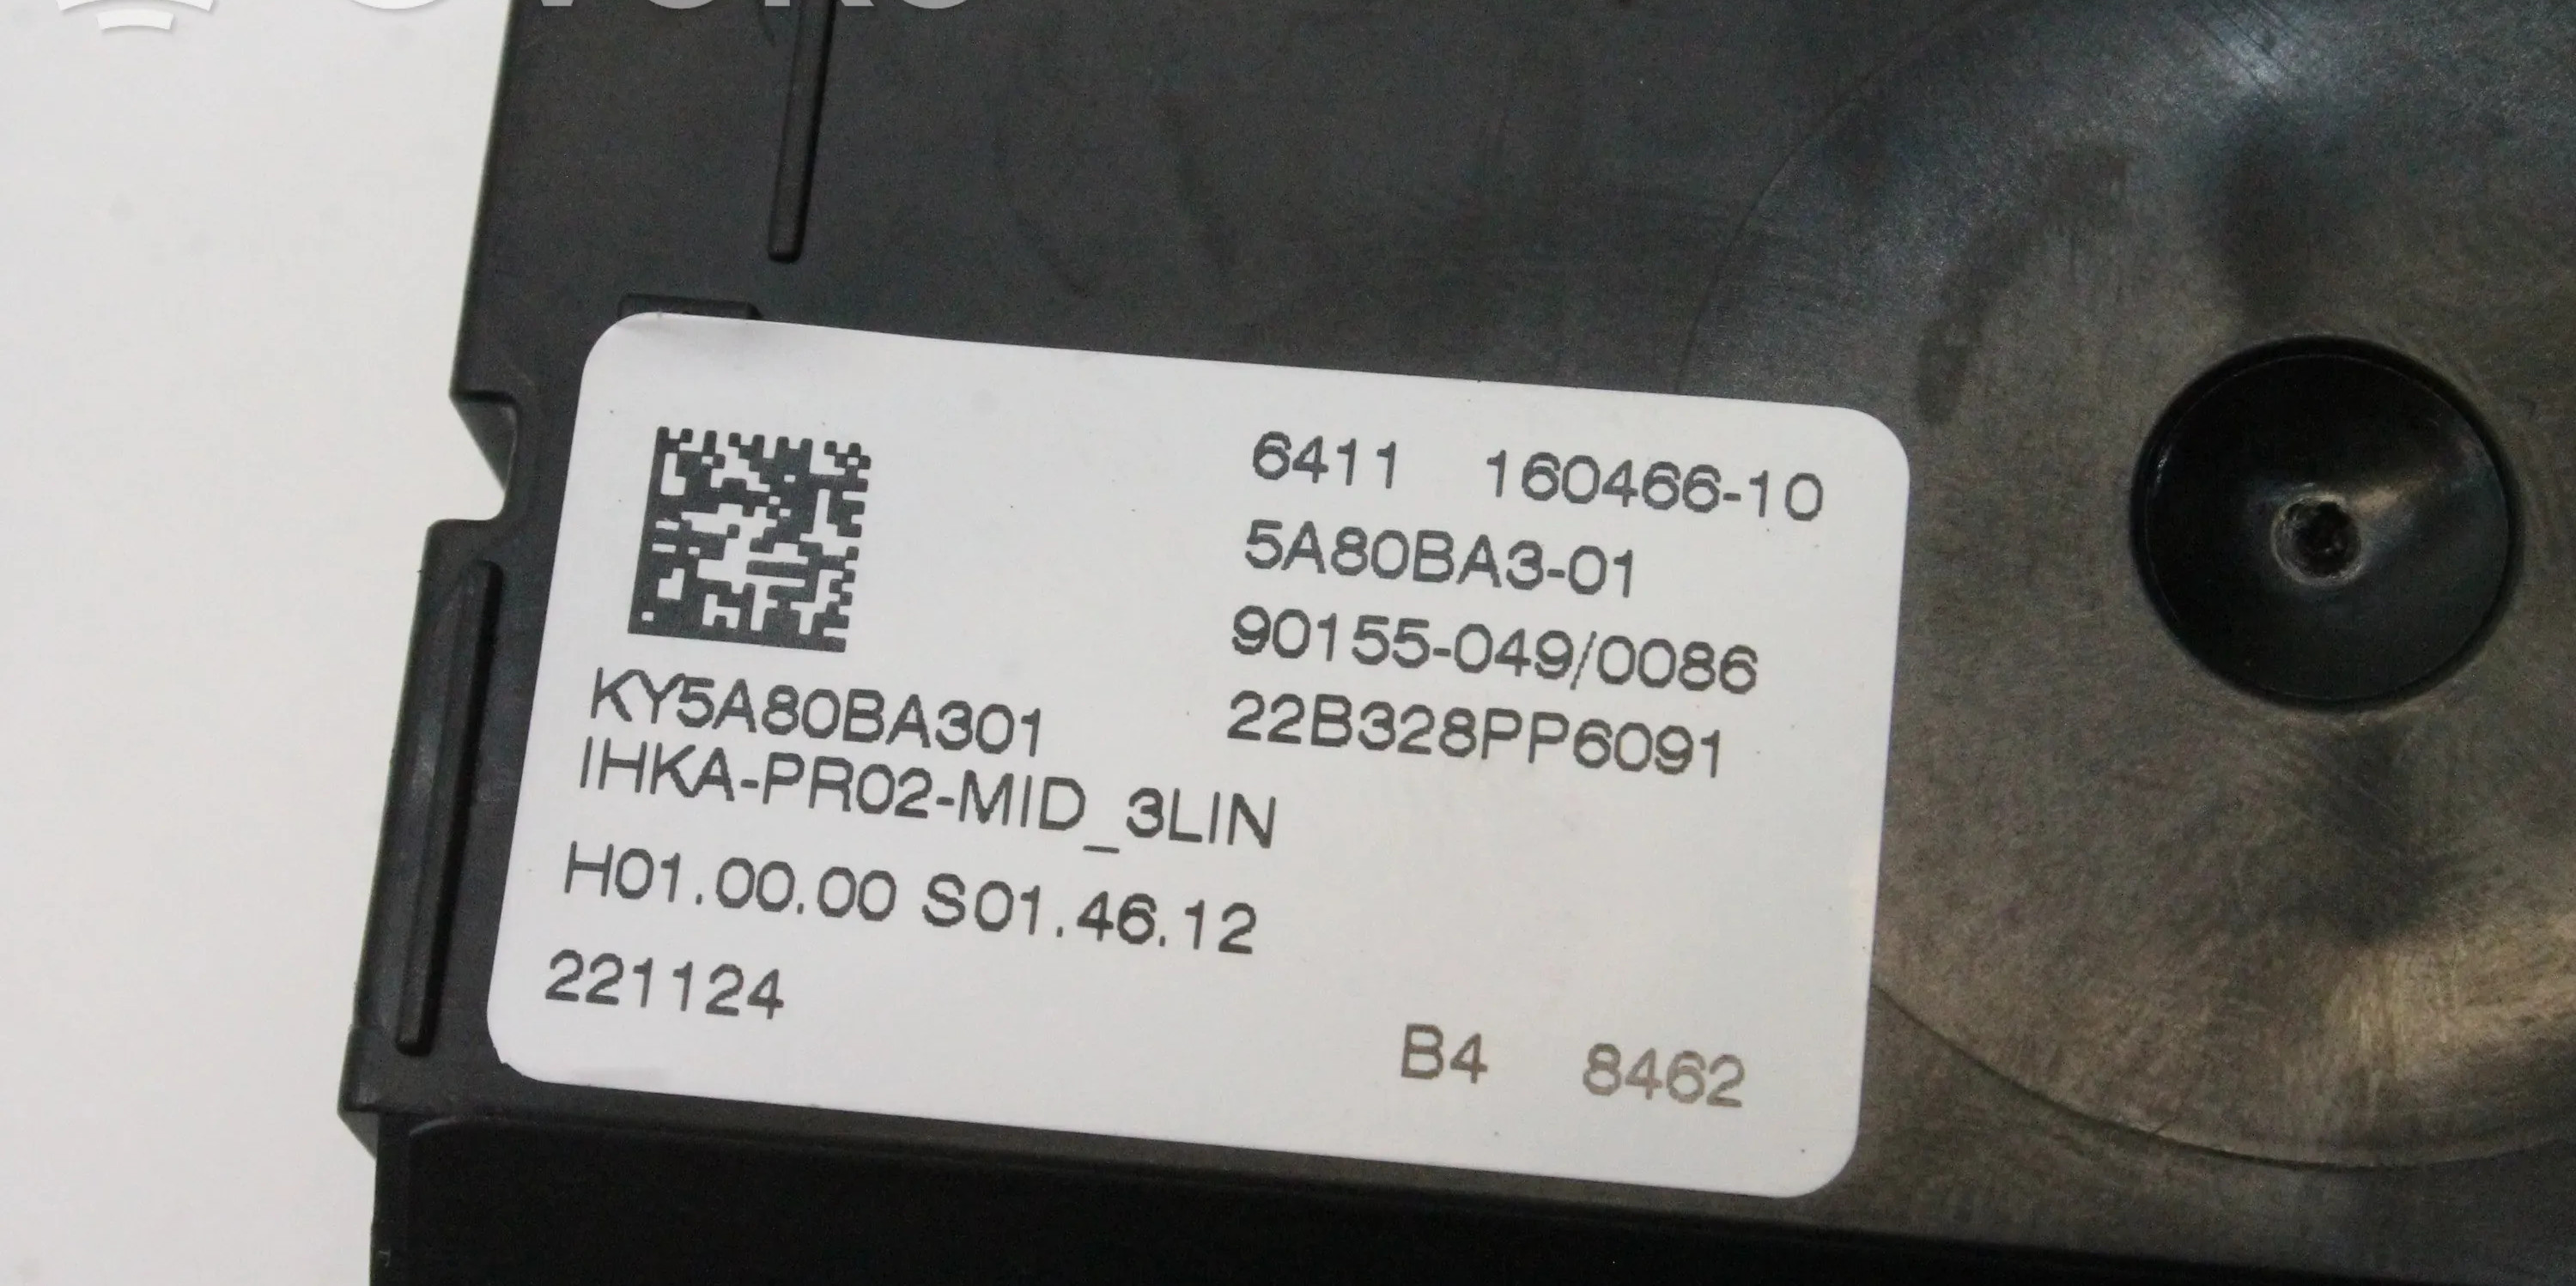 6411 160466-10
5A80BA3-01
90155-049/0086
KY5A80BA301 22B328PP6091
IHKA-PR02-MID_3LIN
H01.00.00 S01.46.12
221124
B4 8462